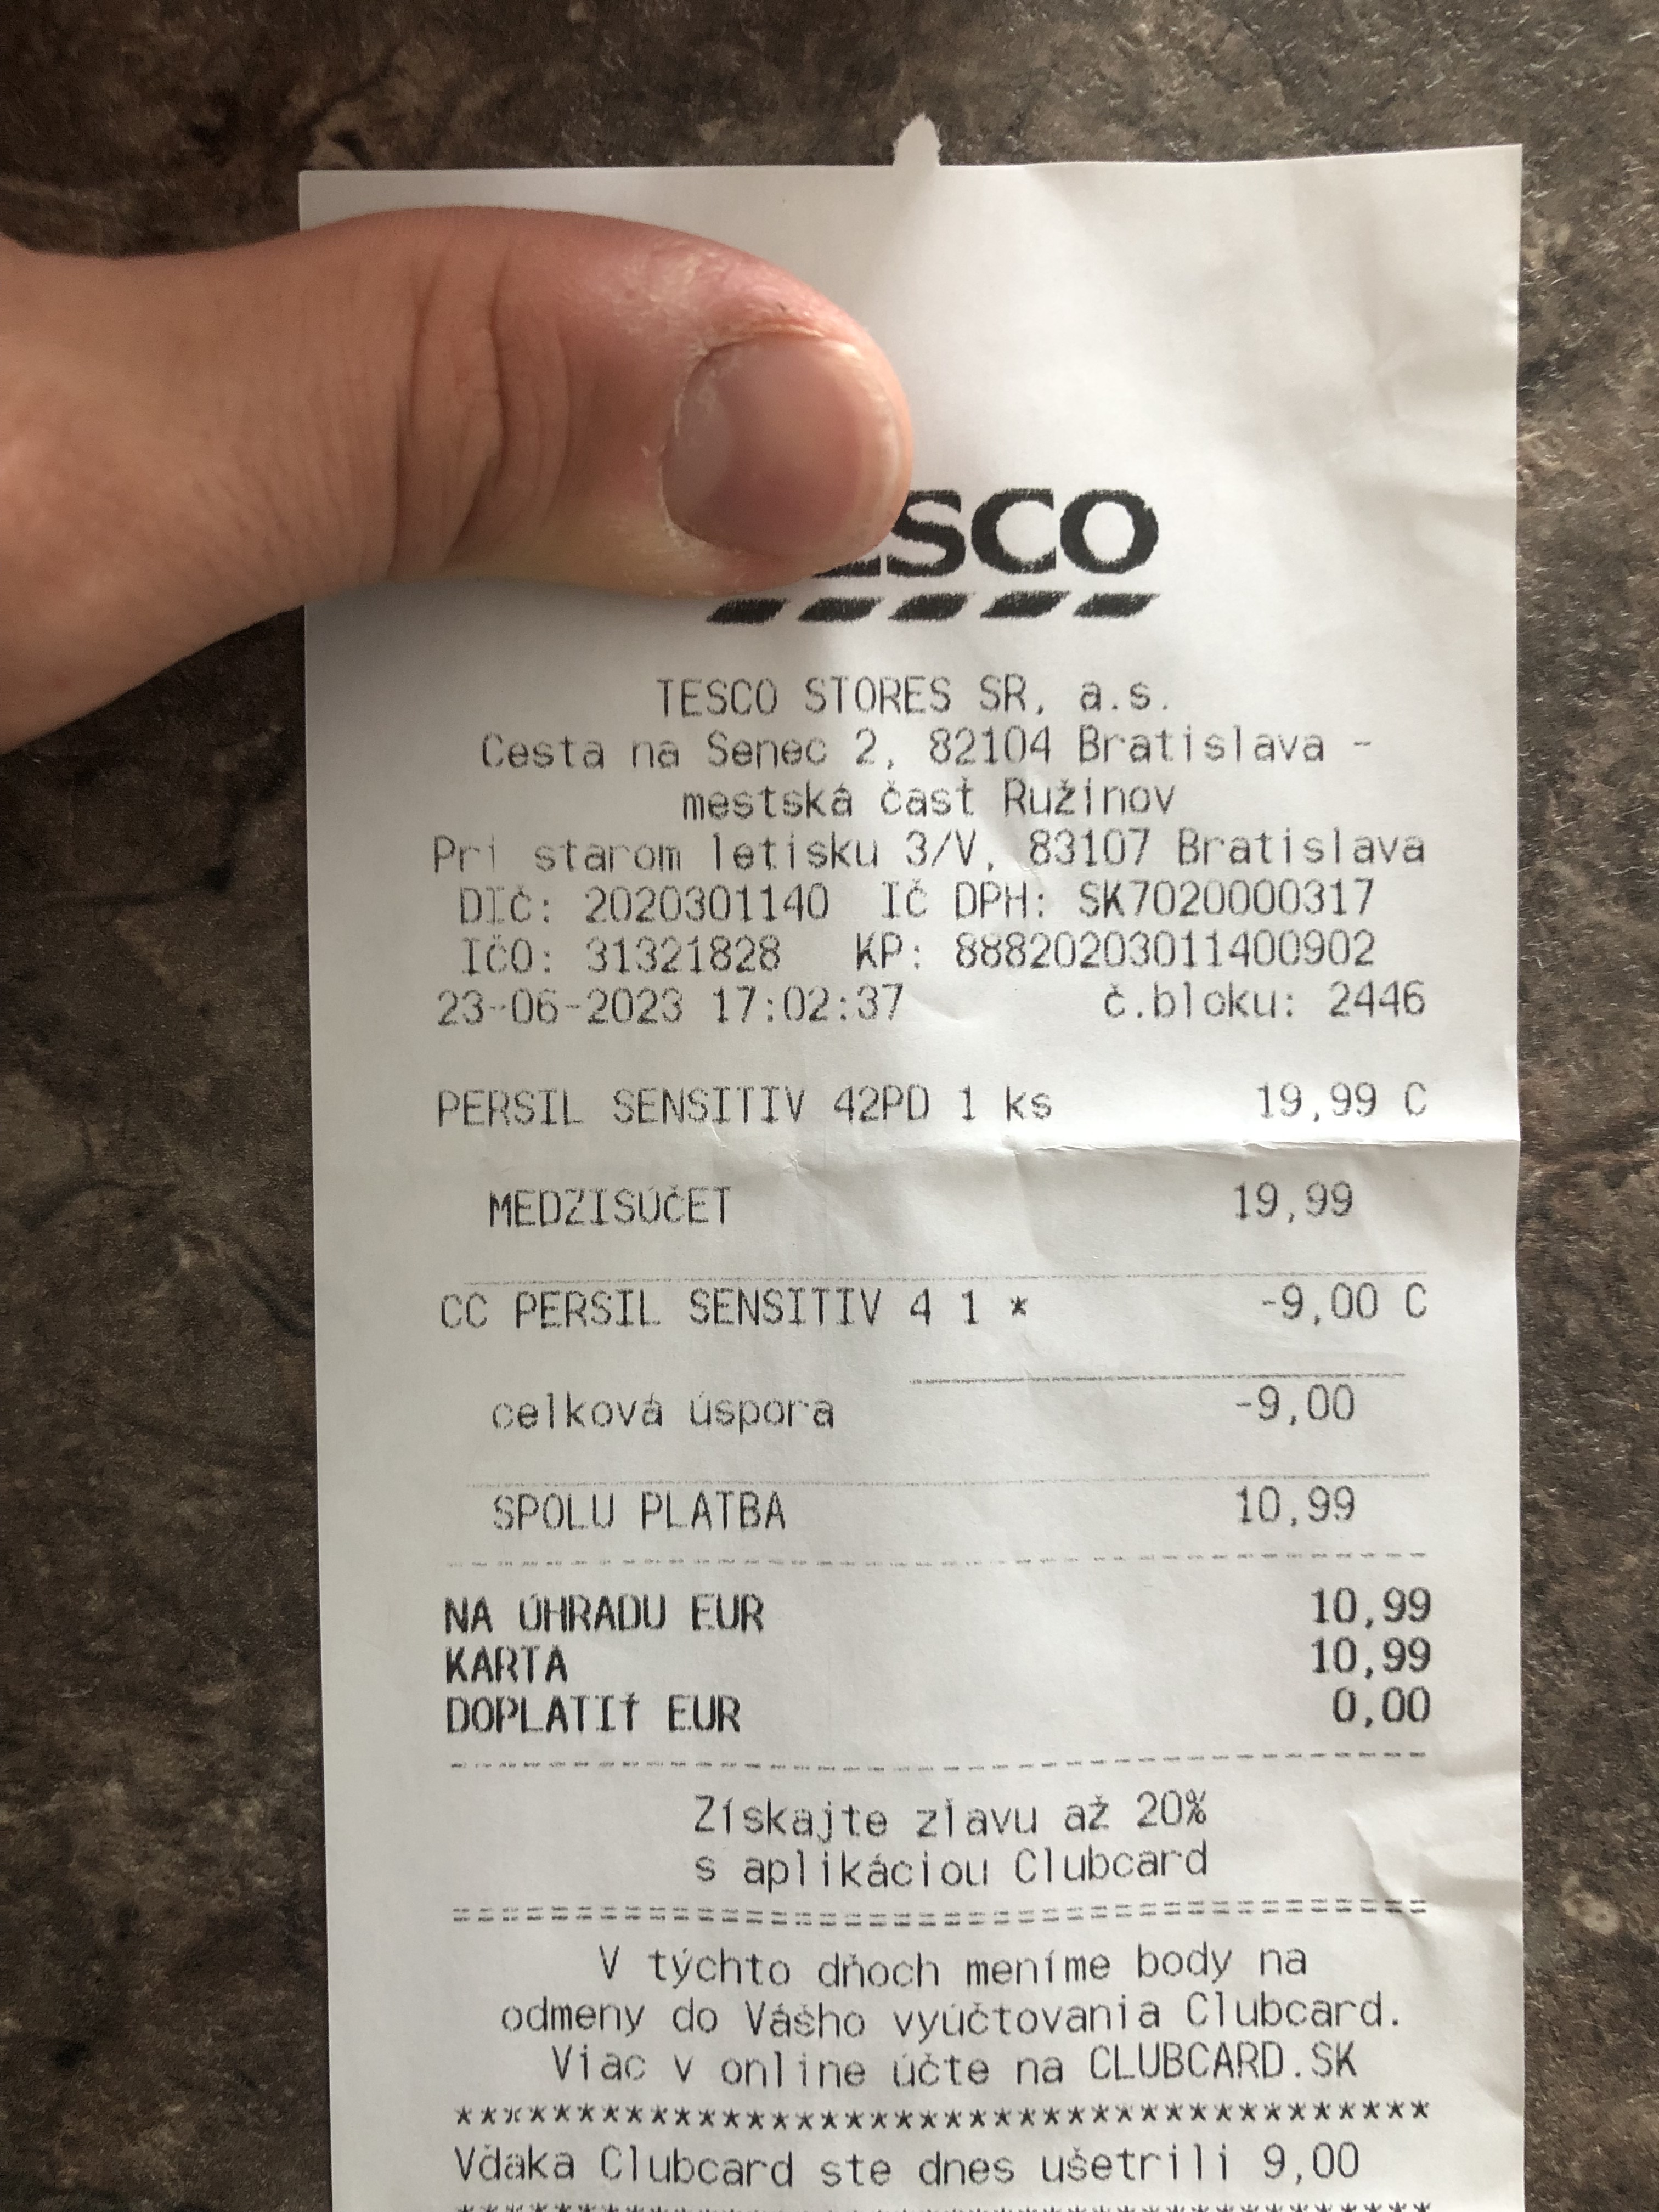 ESCO
TESCO STORES SR, a.s.
Cesta na Senec 2, 82104 Bratislava -
mestská časť Ružinov
Pri starom letisku 3/V, 83107 Bratislava
DIČ: 2020301140 IČ DPH: SK7020000317
IČO: 31321828 KP: 88820203011400902
23-06-2023 17:02:37 č.bloku: 2446
PERSIL SENSITIV 42PD 1 ks 19,99 C
MEDZISÚČET 19,99
CC PERSIL SENSITIV 4 1 * -9,00 C
celková úspora -9,00
SPOLU PLATBA 10,99
NA ÚHRADU EUR 10,99
KARTA 10,99
DOPLATIŤ EUR 0,00
Získajte zľavu až 20%
s aplikáciou Clubcard
V týchto dňoch meníme body na
odmeny do Vášho vyúčtovania Clubcard.
Viac v online účte na CLUBCARD.SK
****************************************
Vďaka Clubcard ste dnes ušetrili 9,00